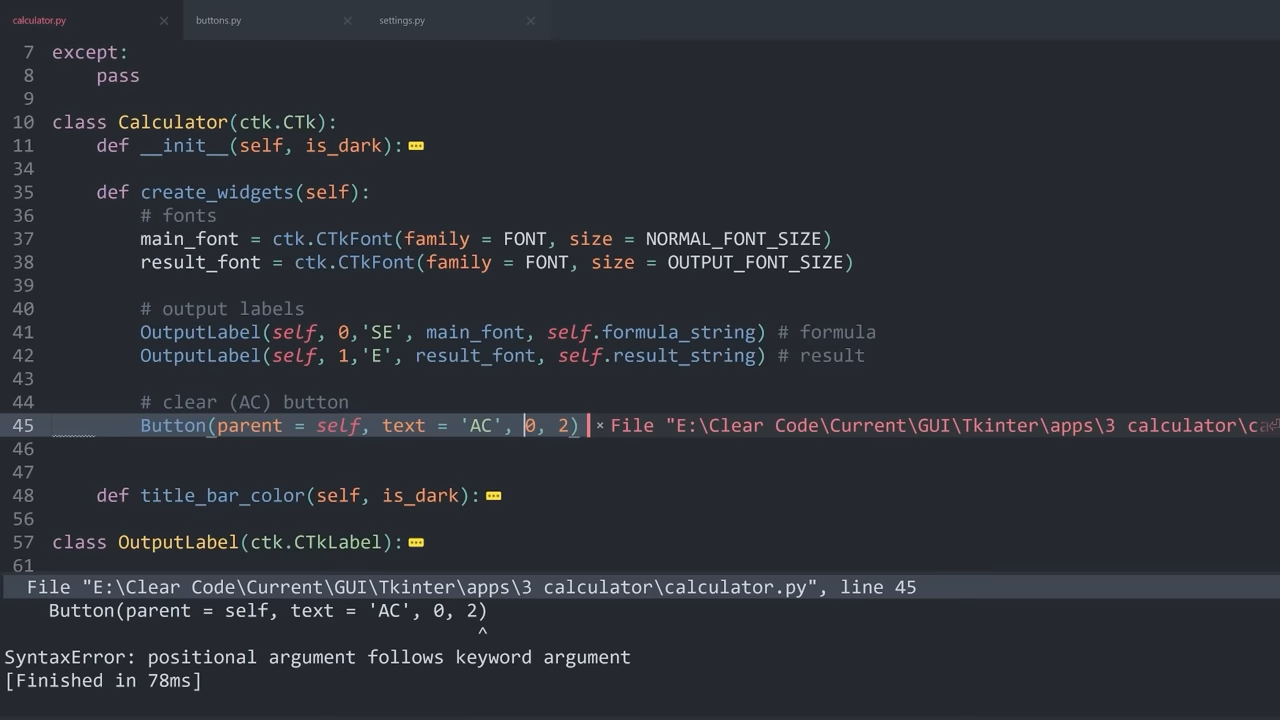 calculator.py × buttons.py × settings.py ×
7 except:
8     pass
9
10 class Calculator(ctk.CTk):
11     def __init__(self, is_dark):
34
35     def create_widgets(self):
36         # fonts
37         main_font = ctk.CTkFont(family = FONT, size = NORMAL_FONT_SIZE)
38         result_font = ctk.CTkFont(family = FONT, size = OUTPUT_FONT_SIZE)
39
40         # output labels
41         OutputLabel(self, 0,'SE', main_font, self.formula_string) # formula
42         OutputLabel(self, 1,'E', result_font, self.result_string) # result
43
44         # clear (AC) button
45         Button(parent = self, text = 'AC', 0, 2) × File "E:\Clear Code\Current\GUI\Tkinter\apps\3 calculator\ca
46
47
48     def title_bar_color(self, is_dark):
56
57 class OutputLabel(ctk.CTkLabel):
61
  File "E:\Clear Code\Current\GUI\Tkinter\apps\3 calculator\calculator.py", line 45
    Button(parent = self, text = 'AC', 0, 2)
                                           ^
SyntaxError: positional argument follows keyword argument
[Finished in 78ms]